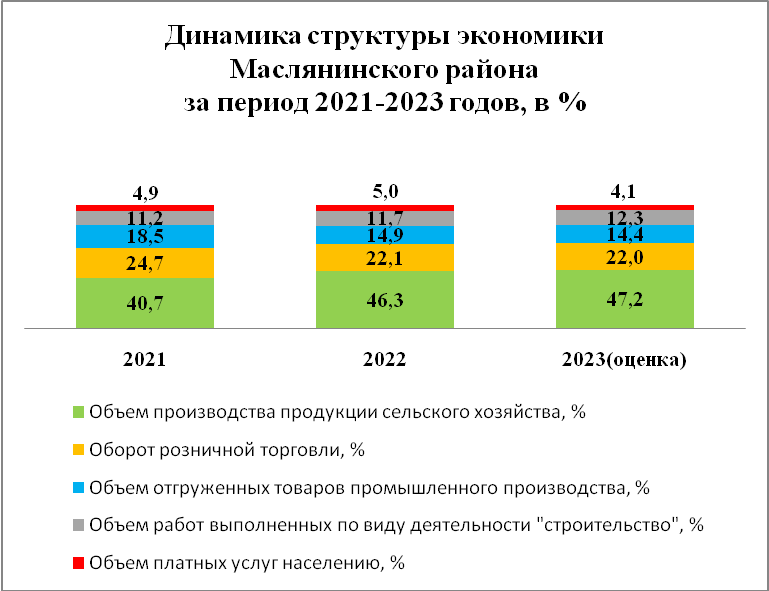 Динамика структуры экономики
Маслянинского района
за период 2021-2023 годов, в %
4,9 5,0 4,1
11,2 11,7 12,3
18,5 14,9 14,4
24,7 22,1 22,0
40,7 46,3 47,2
2021 2022 2023(оценка)
Объем производства продукции сельского хозяйства, %
Оборот розничной торговли, %
Объем отгруженных товаров промышленного производства, %
Объем работ выполненных по виду деятельности "строительство", %
Объем платных услуг населению, %